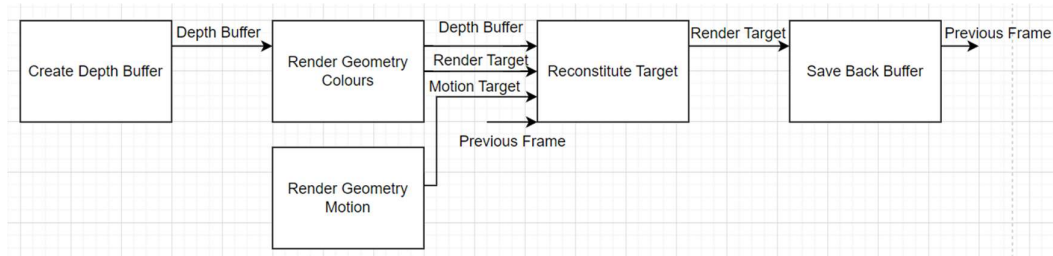 Depth Buffer
Depth Buffer
Render Target
Previous Frame
Create Depth Buffer
Render Geometry
Colours
Render Target
Motion Target
Reconstitute Target
Save Back Buffer
Previous Frame
Render Geometry
Motion